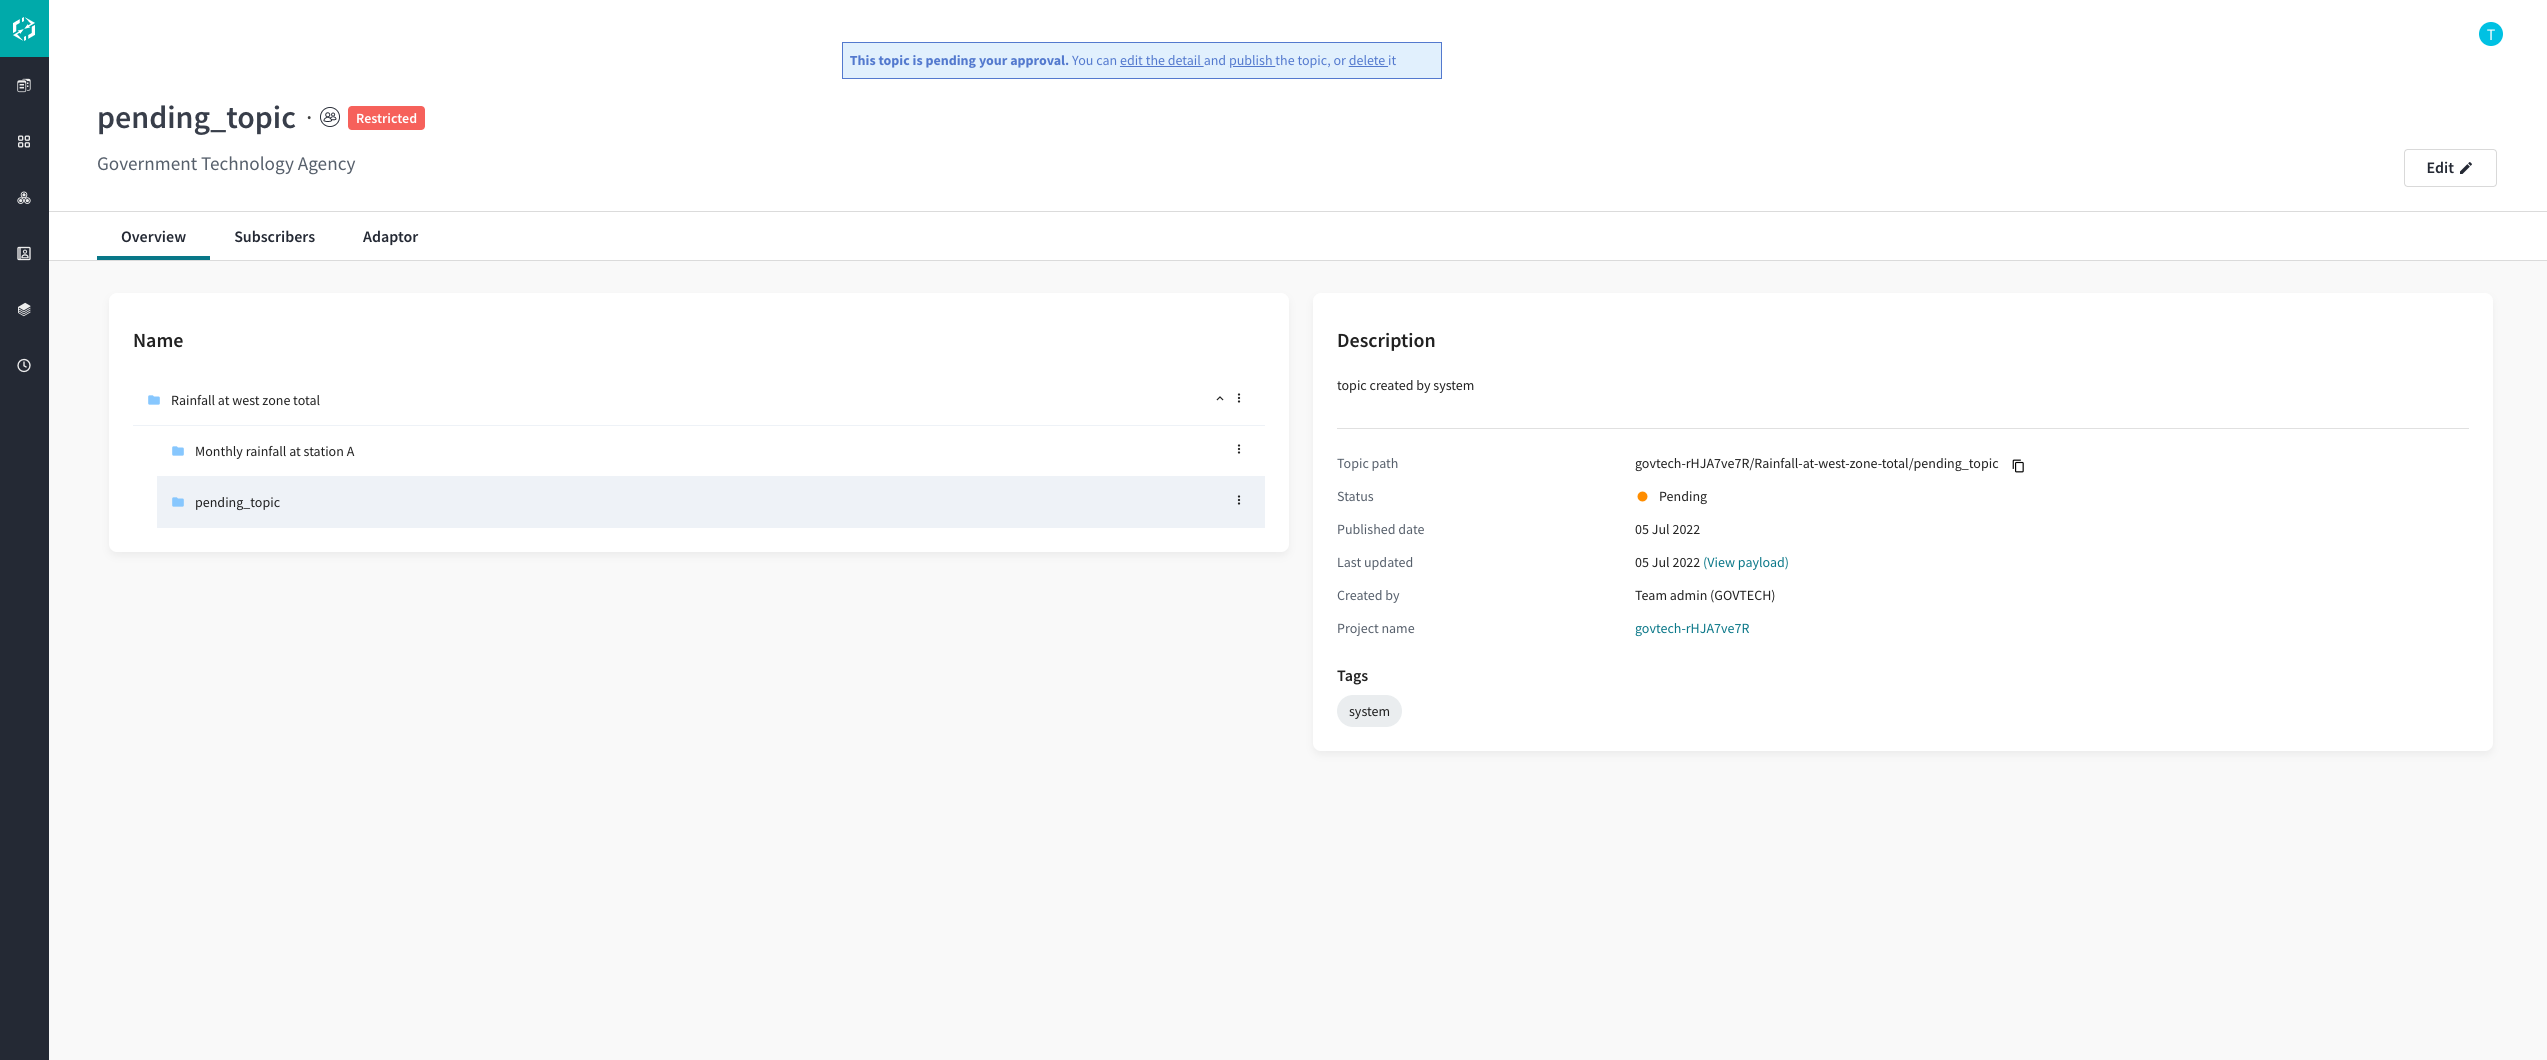 T
This topic is pending your approval. You can edit the detail and publish the topic, or delete it
pending_topic · Restricted
Government Technology Agency
Edit
Overview Subscribers Adaptor
Name
Rainfall at west zone total
Monthly rainfall at station A
pending_topic
Description
topic created by system
Topic path govtech-rHJA7ve7R/Rainfall-at-west-zone-total/pending_topic
Status Pending
Published date 05 Jul 2022
Last updated 05 Jul 2022 (View payload)
Created by Team admin (GOVTECH)
Project name govtech-rHJA7ve7R
Tags
system